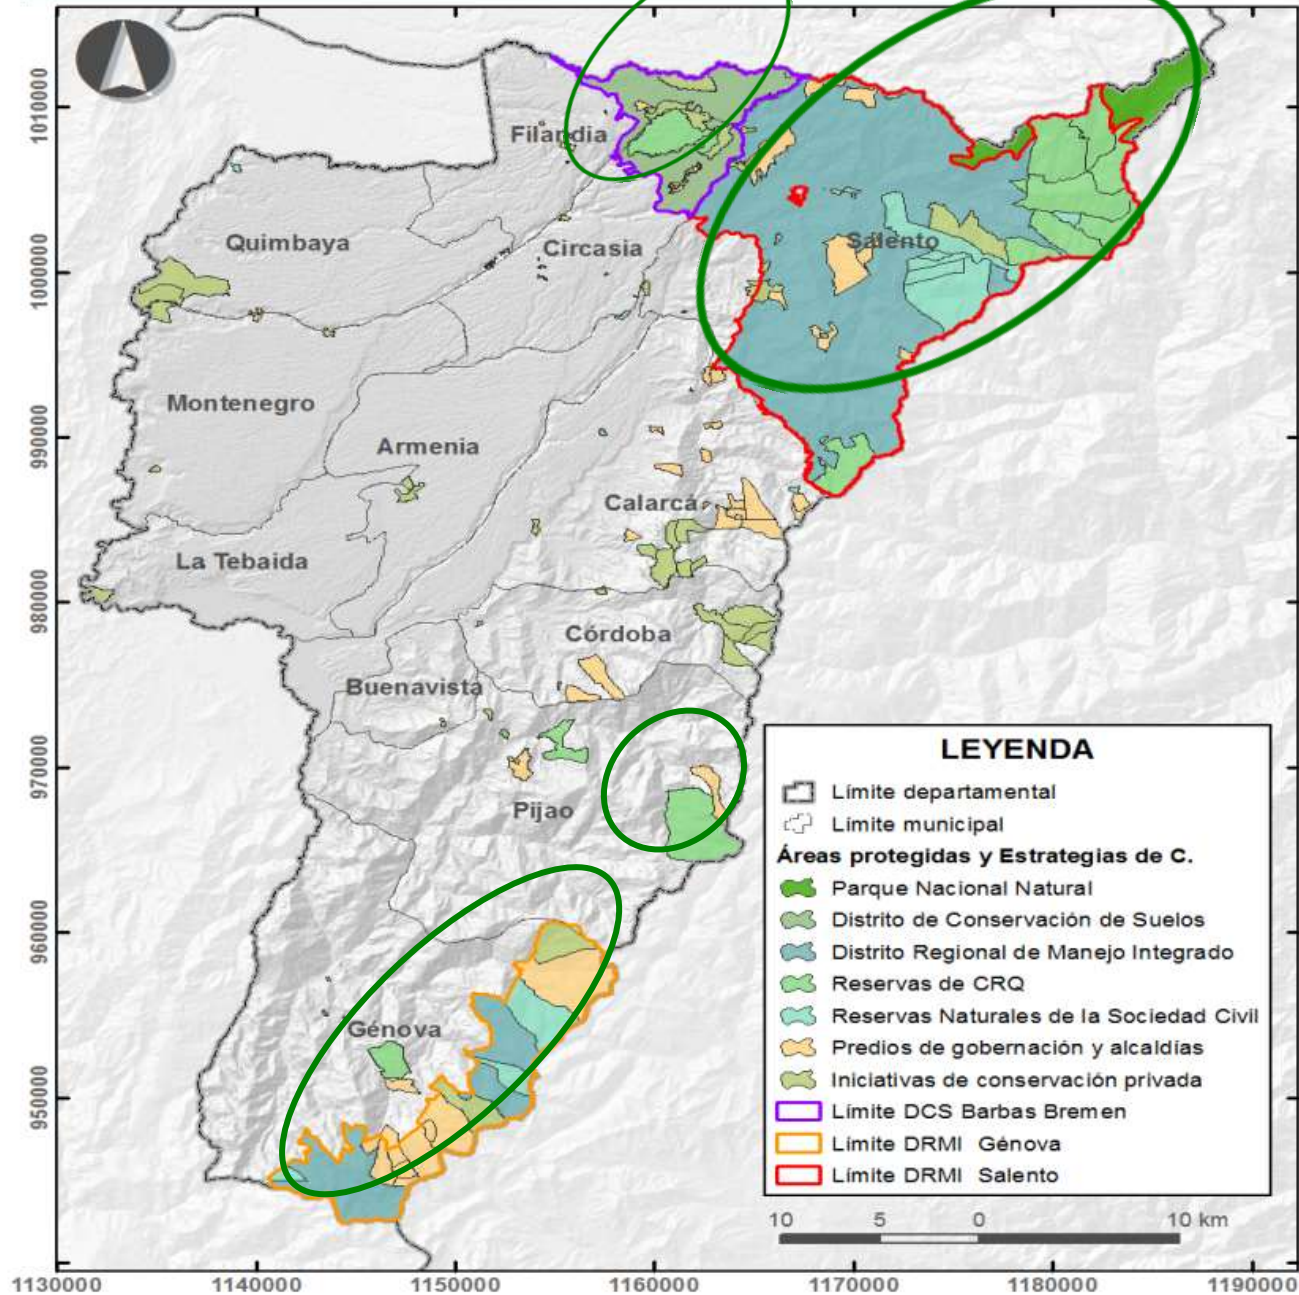 1010000
1000000
990000
980000
970000
960000
950000
Filandia
Quimbaya
Circasia
Salento
Montenegro
Armenia
Calarcá
La Tebaida
Córdoba
Buenavista
Pijao
Génova
LEYENDA
Límite departamental
Límite municipal
Áreas protegidas y Estrategias de C.
Parque Nacional Natural
Distrito de Conservación de Suelos
Distrito Regional de Manejo Integrado
Reservas de CRQ
Reservas Naturales de la Sociedad Civil
Predios de gobernación y alcaldías
Iniciativas de conservación privada
Límite DCS Barbas Bremen
Límite DRMI Génova
Límite DRMI Salento
10 5 0 10 km
1130000 1140000 1150000 1160000 1170000 1180000 1190000